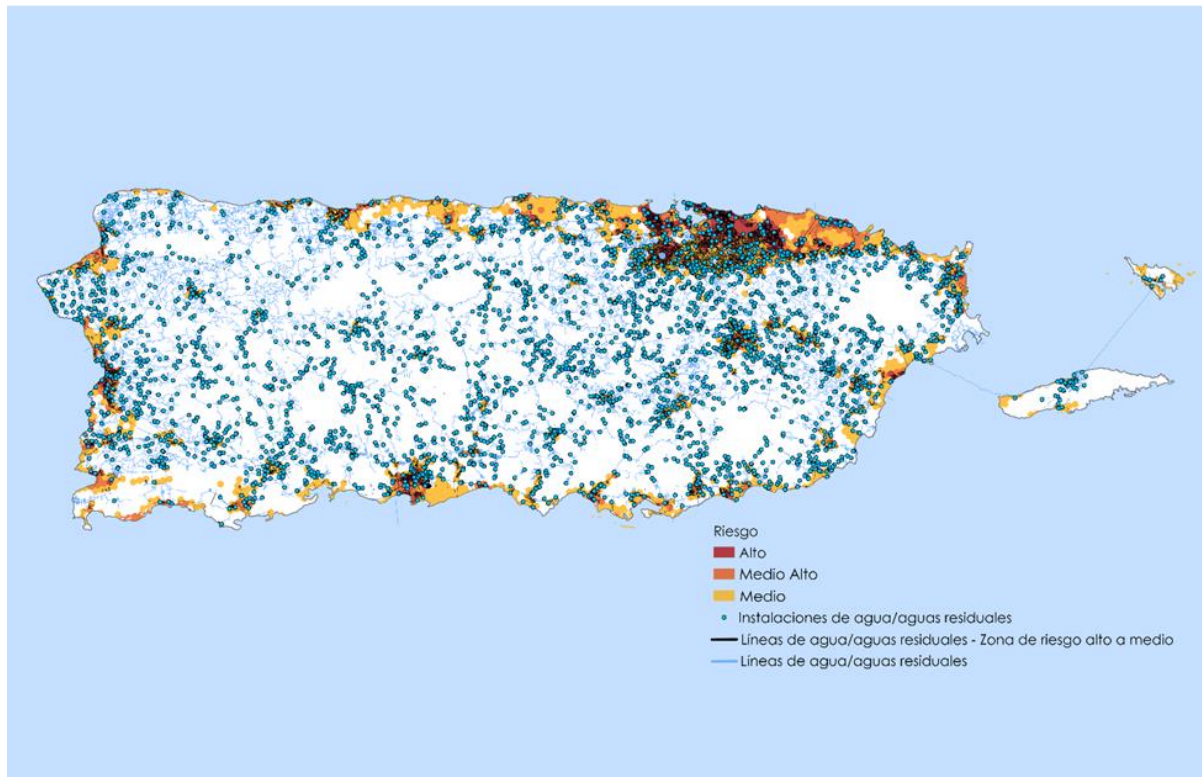 Riesgo
Alto
Medio Alto
Medio
Instalaciones de agua/aguas residuales
Líneas de agua/aguas residuales - Zona de riesgo alto a medio
Líneas de agua/aguas residuales